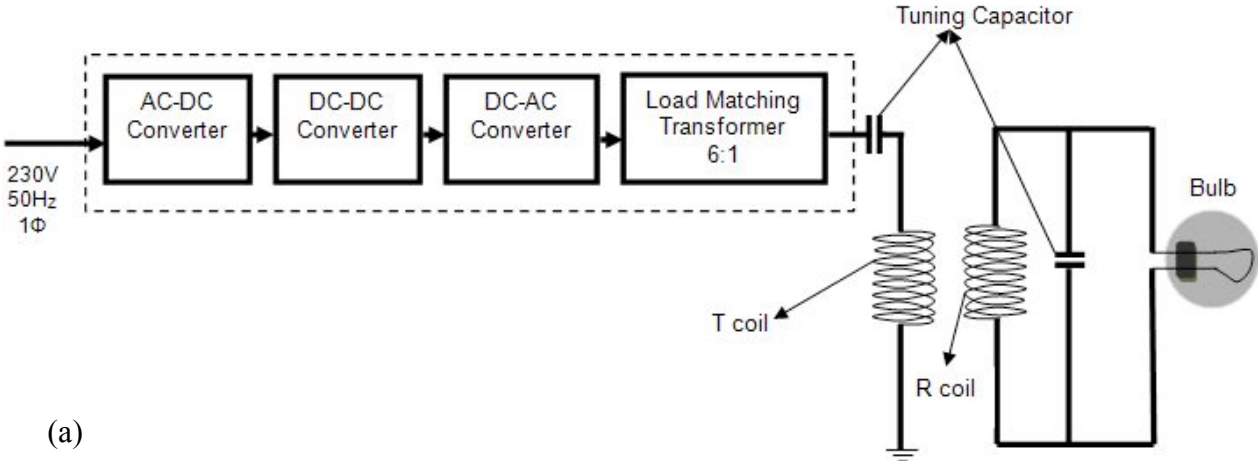 Tuning Capacitor
AC-DC
Converter
DC-DC
Converter
DC-AC
Converter
Load Matching
Transformer
6:1
230V
50Hz
1Φ
Bulb
T coil
R coil
(a)